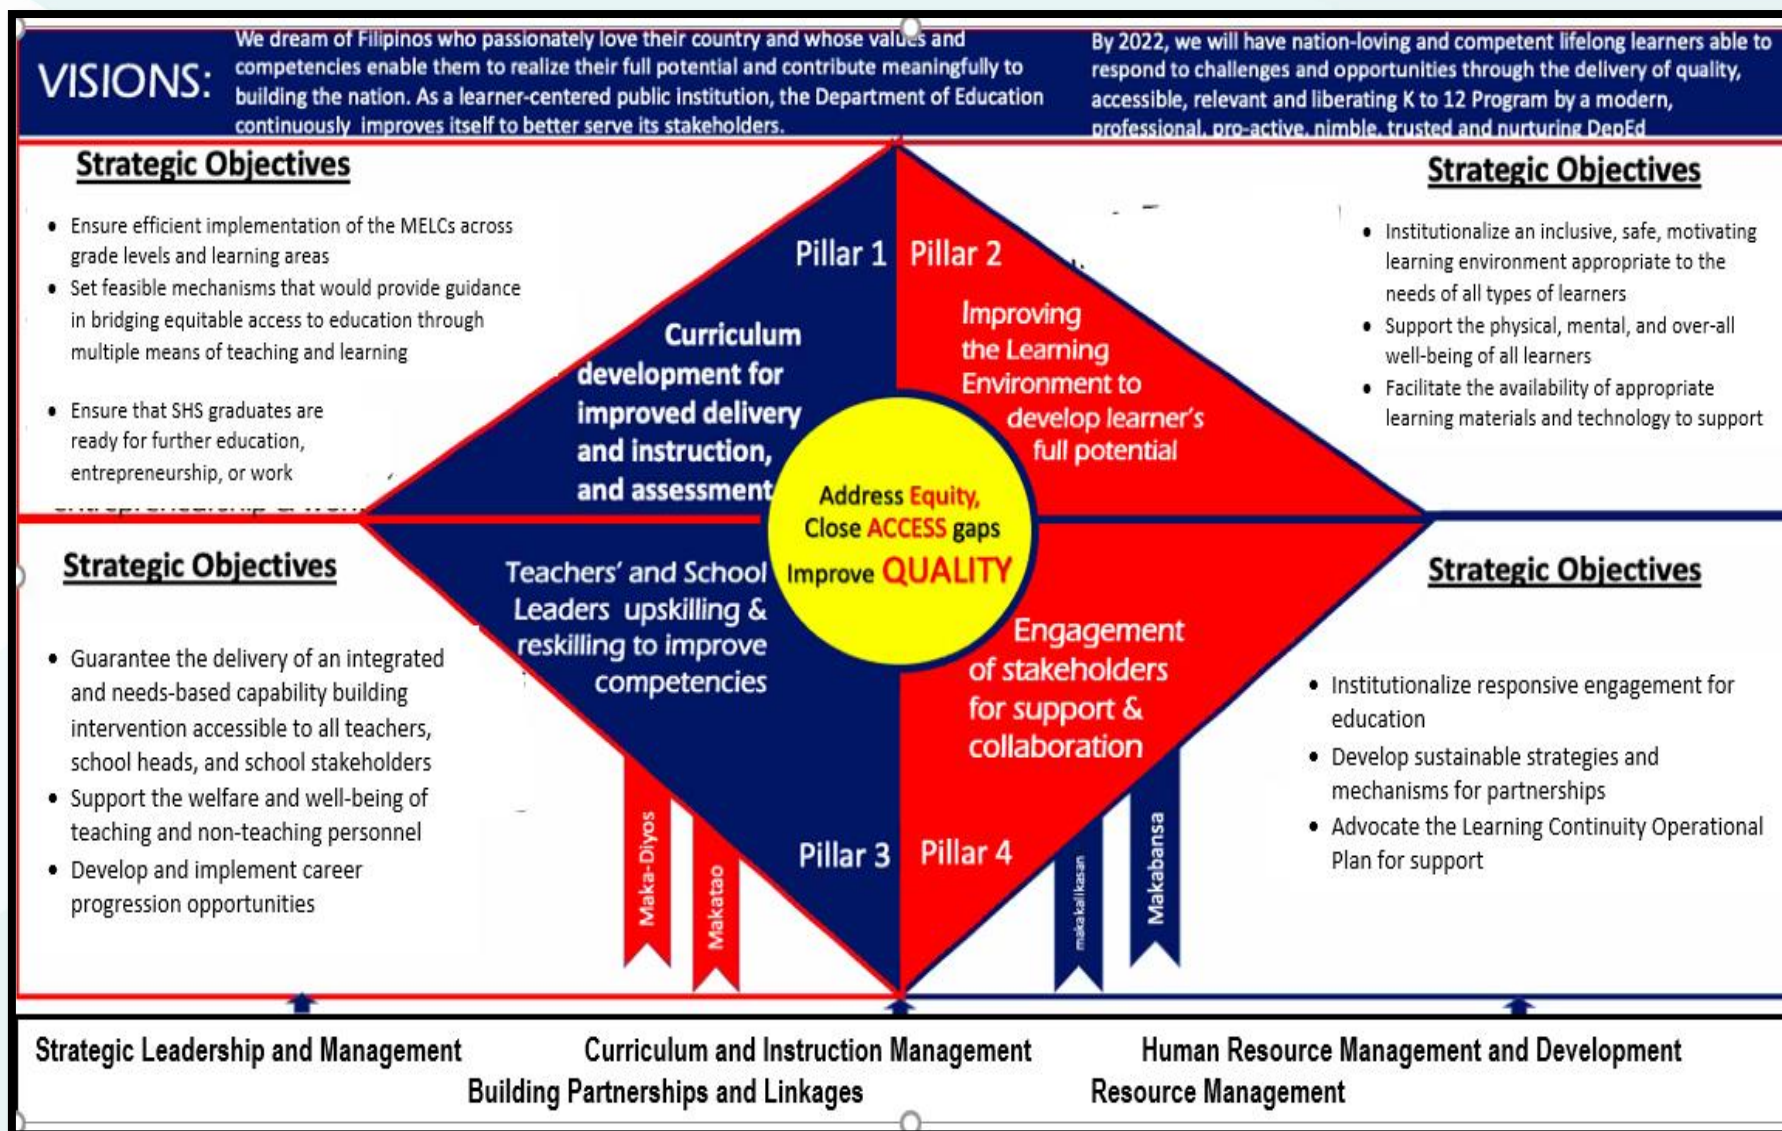 VISIONS:
We dream of Filipinos who passionately love their country and whose values and
competencies enable them to realize their full potential and contribute meaningfully to
building the nation. As a learner-centered public institution, the Department of Education
continuously improves itself to better serve its stakeholders.
By 2022, we will have nation-loving and competent lifelong learners able to
respond to challenges and opportunities through the delivery of quality,
accessible, relevant and liberating K to 12 Program by a modern,
professional, pro-active, nimble, trusted and nurturing DepEd
Strategic Objectives
• Ensure efficient implementation of the MELCs across
grade levels and learning areas
• Set feasible mechanisms that would provide guidance
in bridging equitable access to education through
multiple means of teaching and learning
• Ensure that SHS graduates are
ready for further education,
entrepreneurship, or work
entrepreneurship & work
Pillar 1
Curriculum
development for
improved delivery
and instruction,
and assessment
Pillar 2
Improving
the Learning
Environment to
develop learner's
full potential
Strategic Objectives
• Institutionalize an inclusive, safe, motivating
learning environment appropriate to the
needs of all types of learners
• Support the physical, mental, and over-all
well-being of all learners
• Facilitate the availability of appropriate
learning materials and technology to support
Address Equity,
Close ACCESS gaps
Improve QUALITY
Strategic Objectives
• Guarantee the delivery of an integrated
and needs-based capability building
intervention accessible to all teachers,
school heads, and school stakeholders
• Support the welfare and well-being of
teaching and non-teaching personnel
• Develop and implement career
progression opportunities
Teachers' and School
Leaders upskilling &
reskilling to improve
competencies
Pillar 3
Engagement
of stakeholders
for support &
collaboration
Pillar 4
Strategic Objectives
• Institutionalize responsive engagement for
education
• Develop sustainable strategies and
mechanisms for partnerships
• Advocate the Learning Continuity Operational
Plan for support
Maka-Diyos
Makatao
makakalikasan
Makabansa
Strategic Leadership and Management
Curriculum and Instruction Management
Human Resource Management and Development
Building Partnerships and Linkages
Resource Management